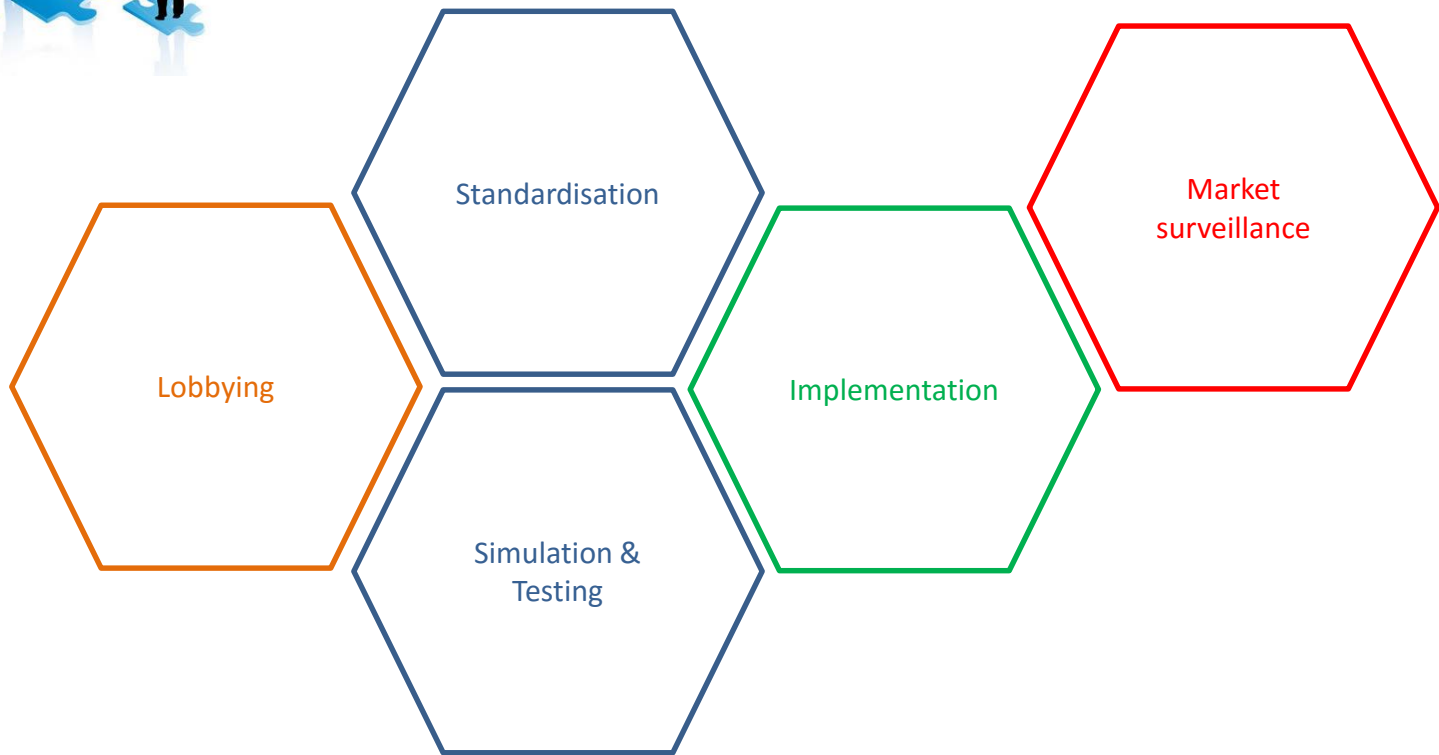 Lobbying
Standardisation
Simulation &
Testing
Implementation
Market
surveillance